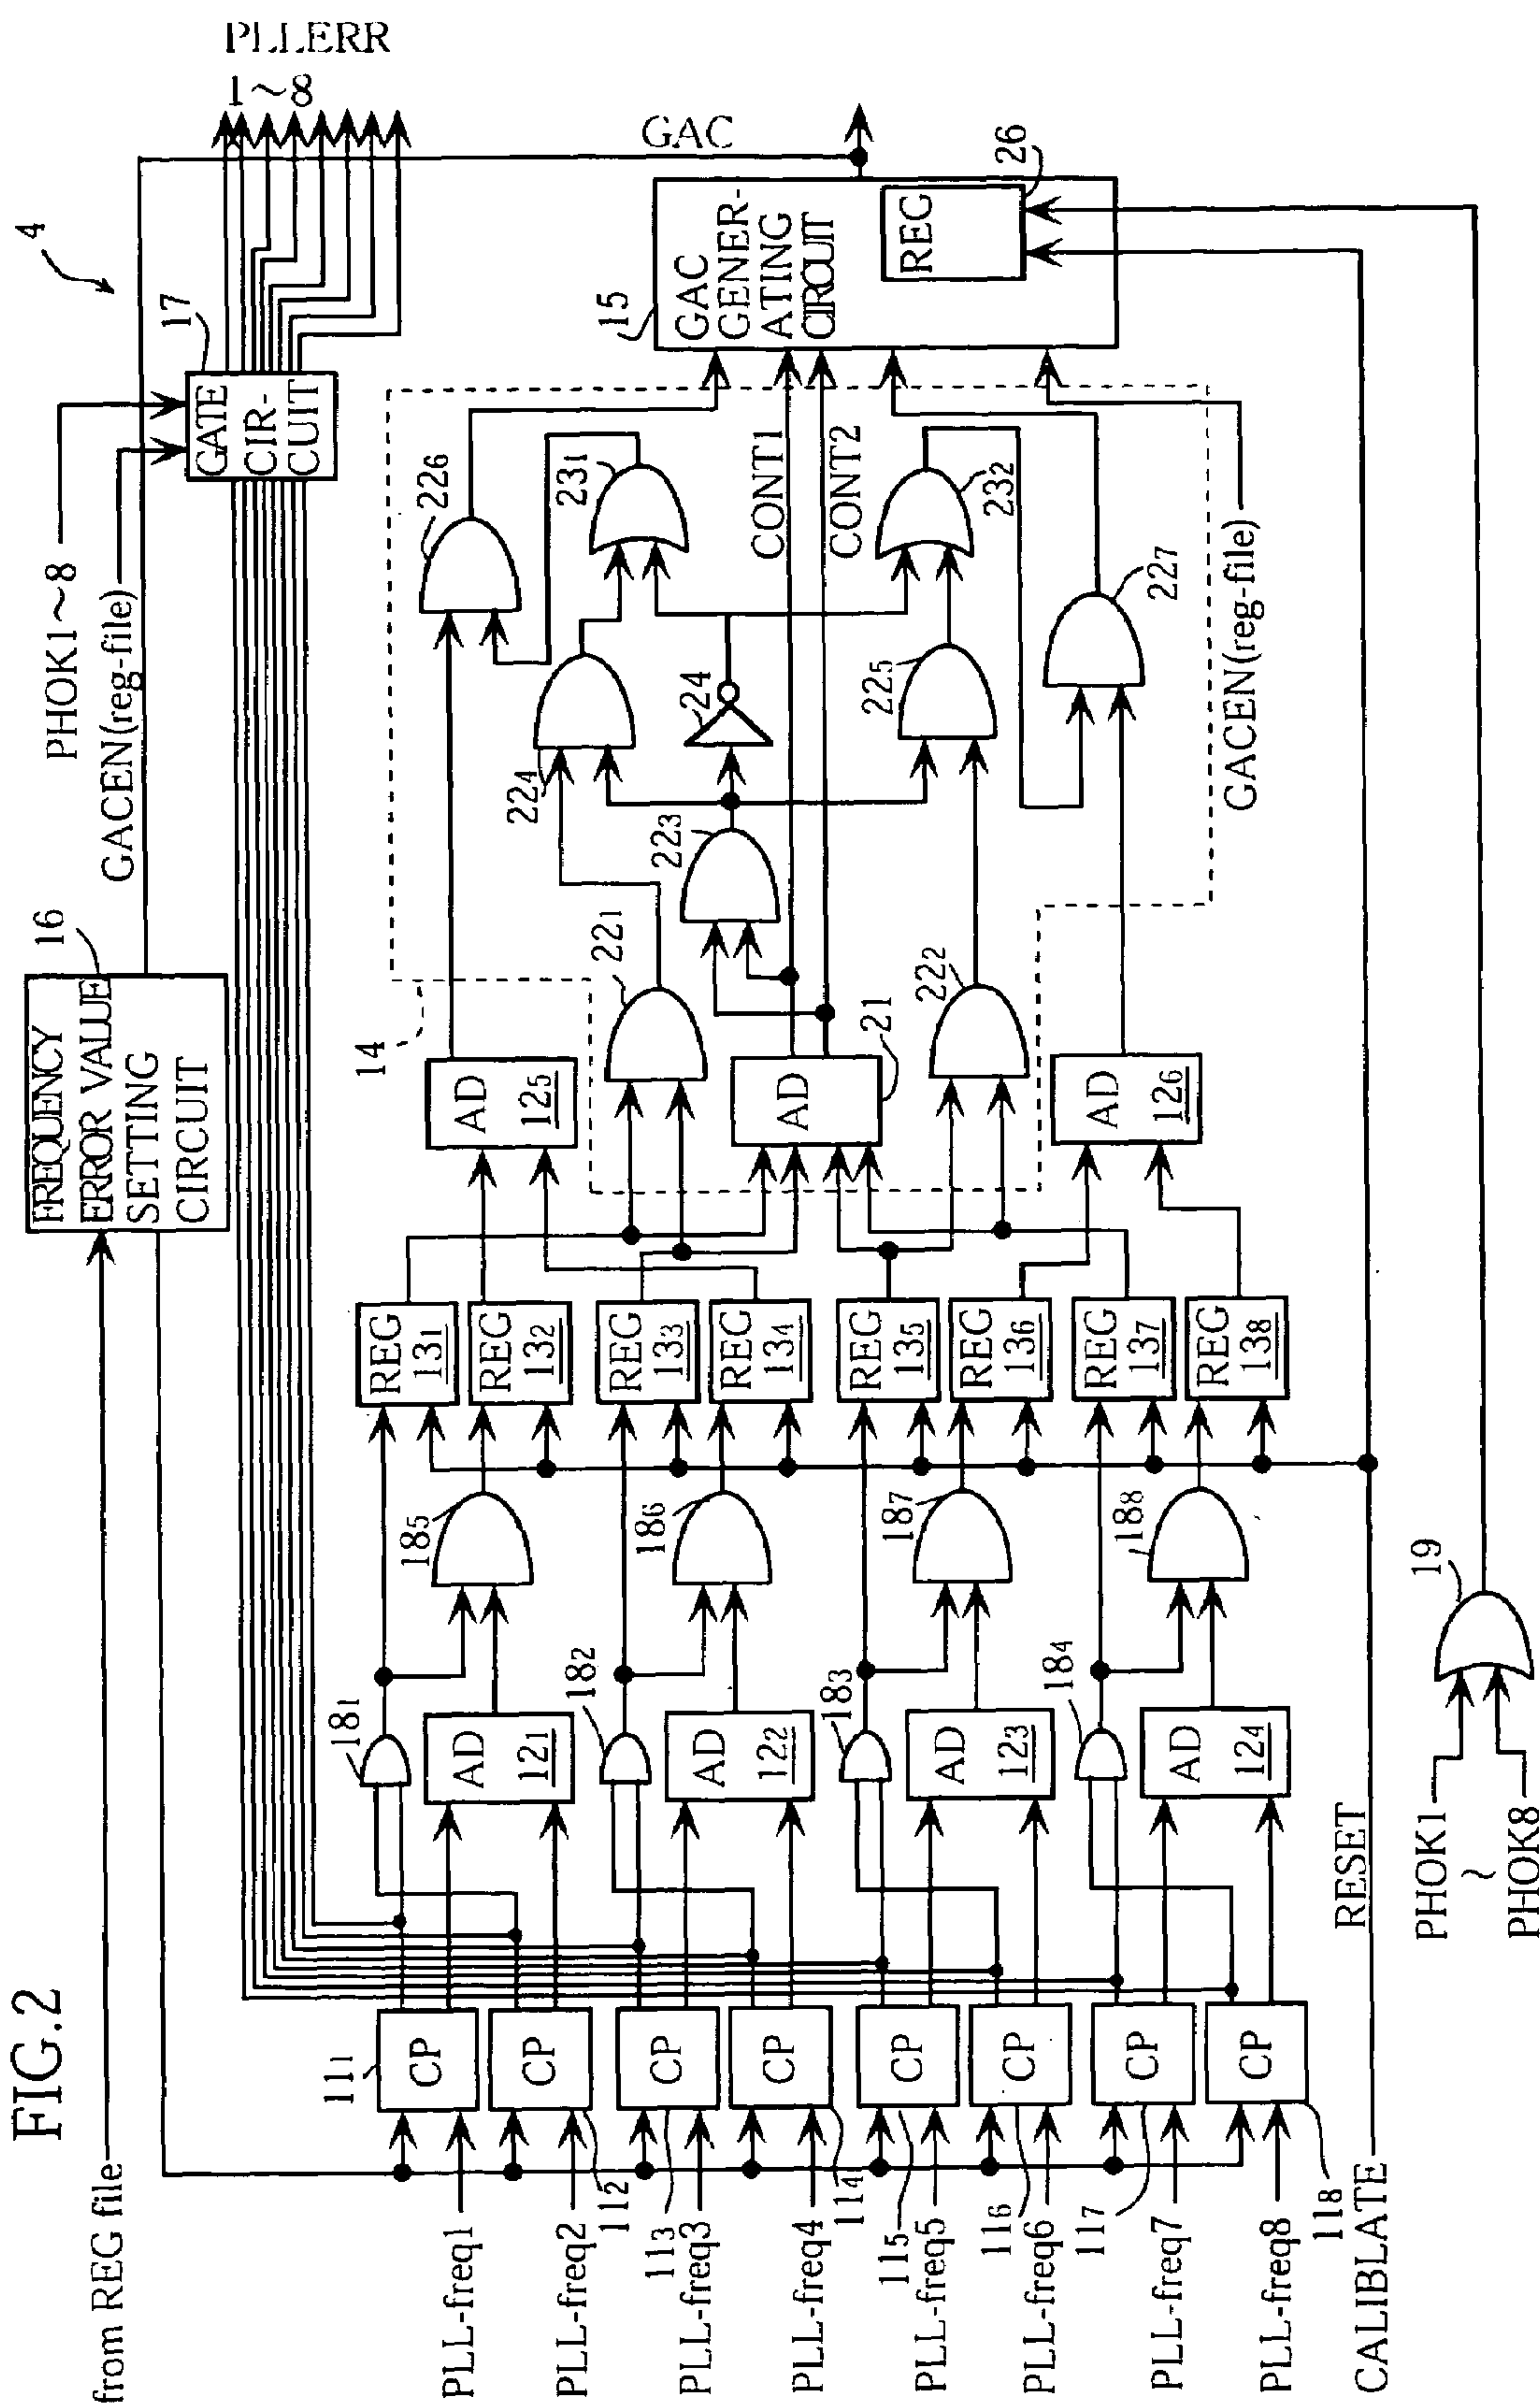 FIG.2
4
from REG file
FREQUENCY
ERROR VALUE
SETTING
CIRCUIT
16
PHOK1~8
GACEN(reg-file)
GATE
CIR-
CUIT
17
PLLERR
1~8
GAC
PLL-freq1
PLL-freq2
PLL-freq3
PLL-freq4
PLL-freq5
PLL-freq6
PLL-freq7
PLL-freq8
CP
111
CP
112
CP
113
CP
114
CP
115
CP
116
CP
117
CP
118
181
AD
121
182
AD
122
183
AD
123
184
AD
124
185
186
187
188
REG
131
REG
132
REG
133
REG
134
REG
135
REG
136
REG
137
REG
138
14
AD
125
221
AD
21
222
AD
126
223
224
24
225
226
231
232
227
CONT1
CONT2
GACEN(reg-file)
15
GAC
GENER-
ATING
CIRCUIT
REG
26
CALIBLATE
RESET
PHOK1
~
PHOK8
19